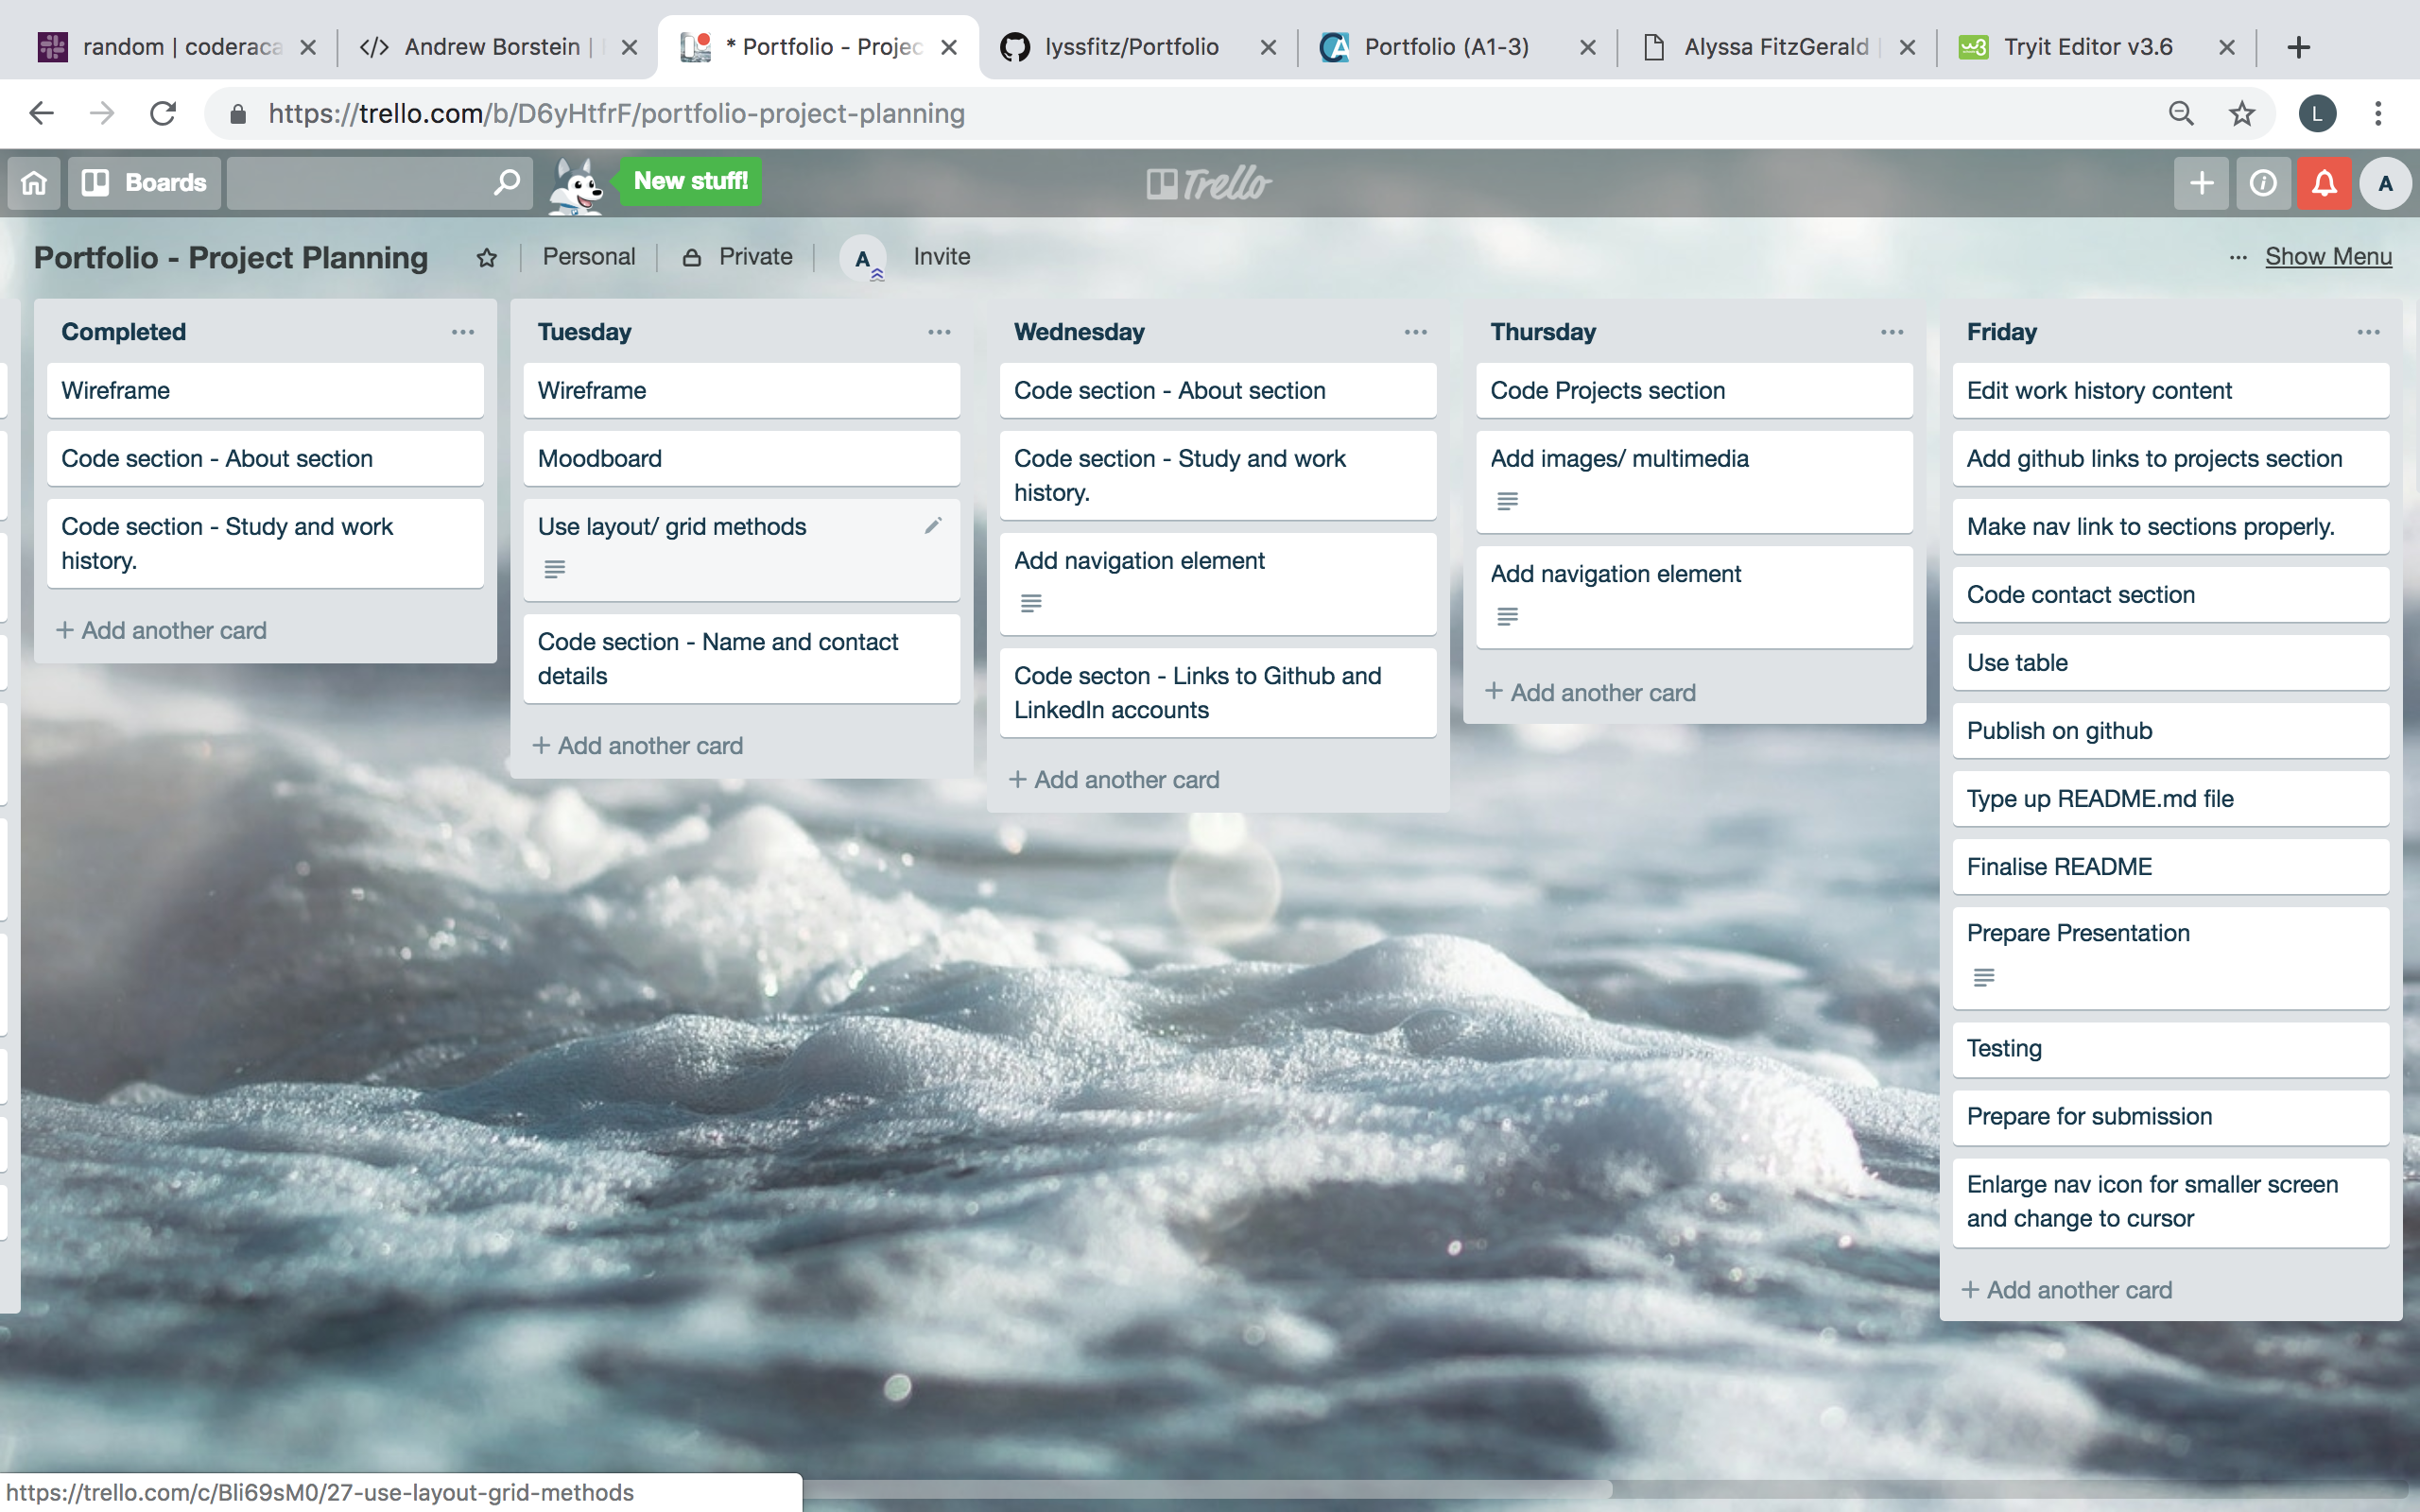 random | coderaca
Andrew Borstein |
* Portfolio - Projec
lyssfitz/Portfolio
Portfolio (A1-3)
Alyssa FitzGerald
Tryit Editor v3.6
https://trello.com/b/D6yHtfrF/portfolio-project-planning
L
Boards
New stuff!
Trello
A
Portfolio - Project Planning
Personal
Private
A
Invite
... Show Menu
Completed
Wireframe
Code section - About section
Code section - Study and work
history.
+ Add another card
Tuesday
Wireframe
Moodboard
Use layout/ grid methods
Code section - Name and contact
details
+ Add another card
Wednesday
Code section - About section
Code section - Study and work
history.
Add navigation element
Code secton - Links to Github and
LinkedIn accounts
+ Add another card
Thursday
Code Projects section
Add images/ multimedia
Add navigation element
+ Add another card
Friday
Edit work history content
Add github links to projects section
Make nav link to sections properly.
Code contact section
Use table
Publish on github
Type up README.md file
Finalise README
Prepare Presentation
Testing
Prepare for submission
Enlarge nav icon for smaller screen
and change to cursor
+ Add another card
https://trello.com/c/Bli69sM0/27-use-layout-grid-methods